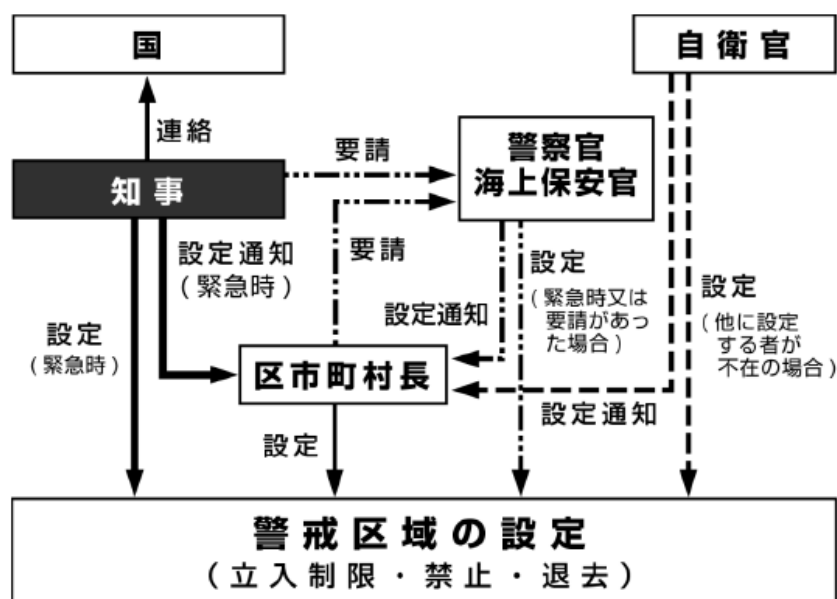 国
自衛官
連絡
要請
警察官
海上保安官
知事
設定通知
(緊急時)
要請
設定
(緊急時又は
要請があっ
た場合)
設定
(他に設定
する者が
不在の場合)
設定
(緊急時)
設定通知
区市町村長
設定通知
設定
警戒区域の設定
(立入制限・禁止・退去)